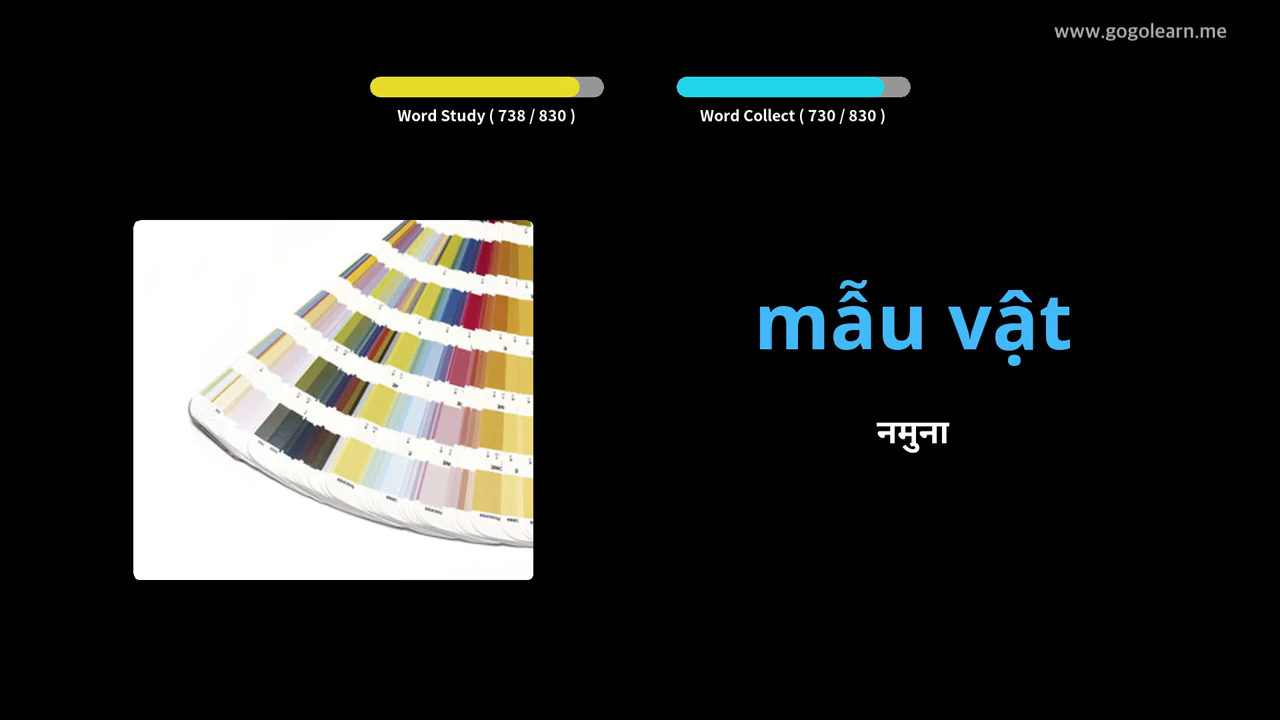 www.gogolearn.me
Word Study ( 738 / 830 )
Word Collect ( 730 / 830 )
mẫu vật
नमुना